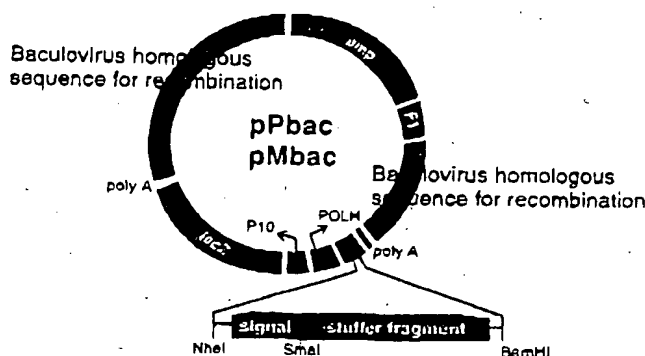 Baculovirus homologous
sequence for recombination
amp
F1
pPbac
pMbac
Baculovirus homologous
sequence for recombination
poly A
P10
POLH
lacZ
poly A
signal stuffer fragment
NheI
SmaI
BamHI